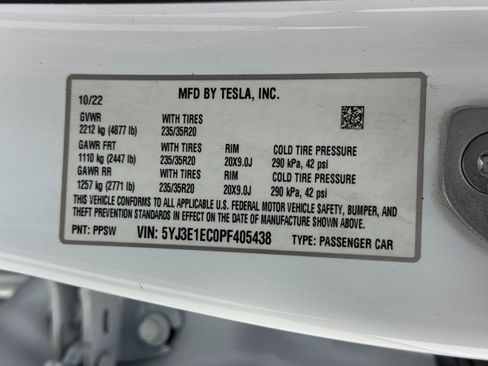 MFD BY TESLA, INC.
10/22
GVWR WITH TIRES
2212 kg (4877 lb) 235/35R20
GAWR FRT WITH TIRES RIM COLD TIRE PRESSURE
1110 kg (2447 lb) 235/35R20 20X9.0J 290 kPa, 42 psi
GAWR RR WITH TIRES RIM COLD TIRE PRESSURE
1257 kg (2771 lb) 235/35R20 20X9.0J 290 kPa, 42 psi
THIS VEHICLE CONFORMS TO ALL APPLICABLE U.S. FEDERAL MOTOR VEHICLE SAFETY, BUMPER, AND
THEFT PREVENTION STANDARDS IN EFFECT ON THE DATE OF MANUFACTURE SHOWN ABOVE.
PNT: PPSW VIN: 5YJ3E1EC0PF405438 TYPE: PASSENGER CAR